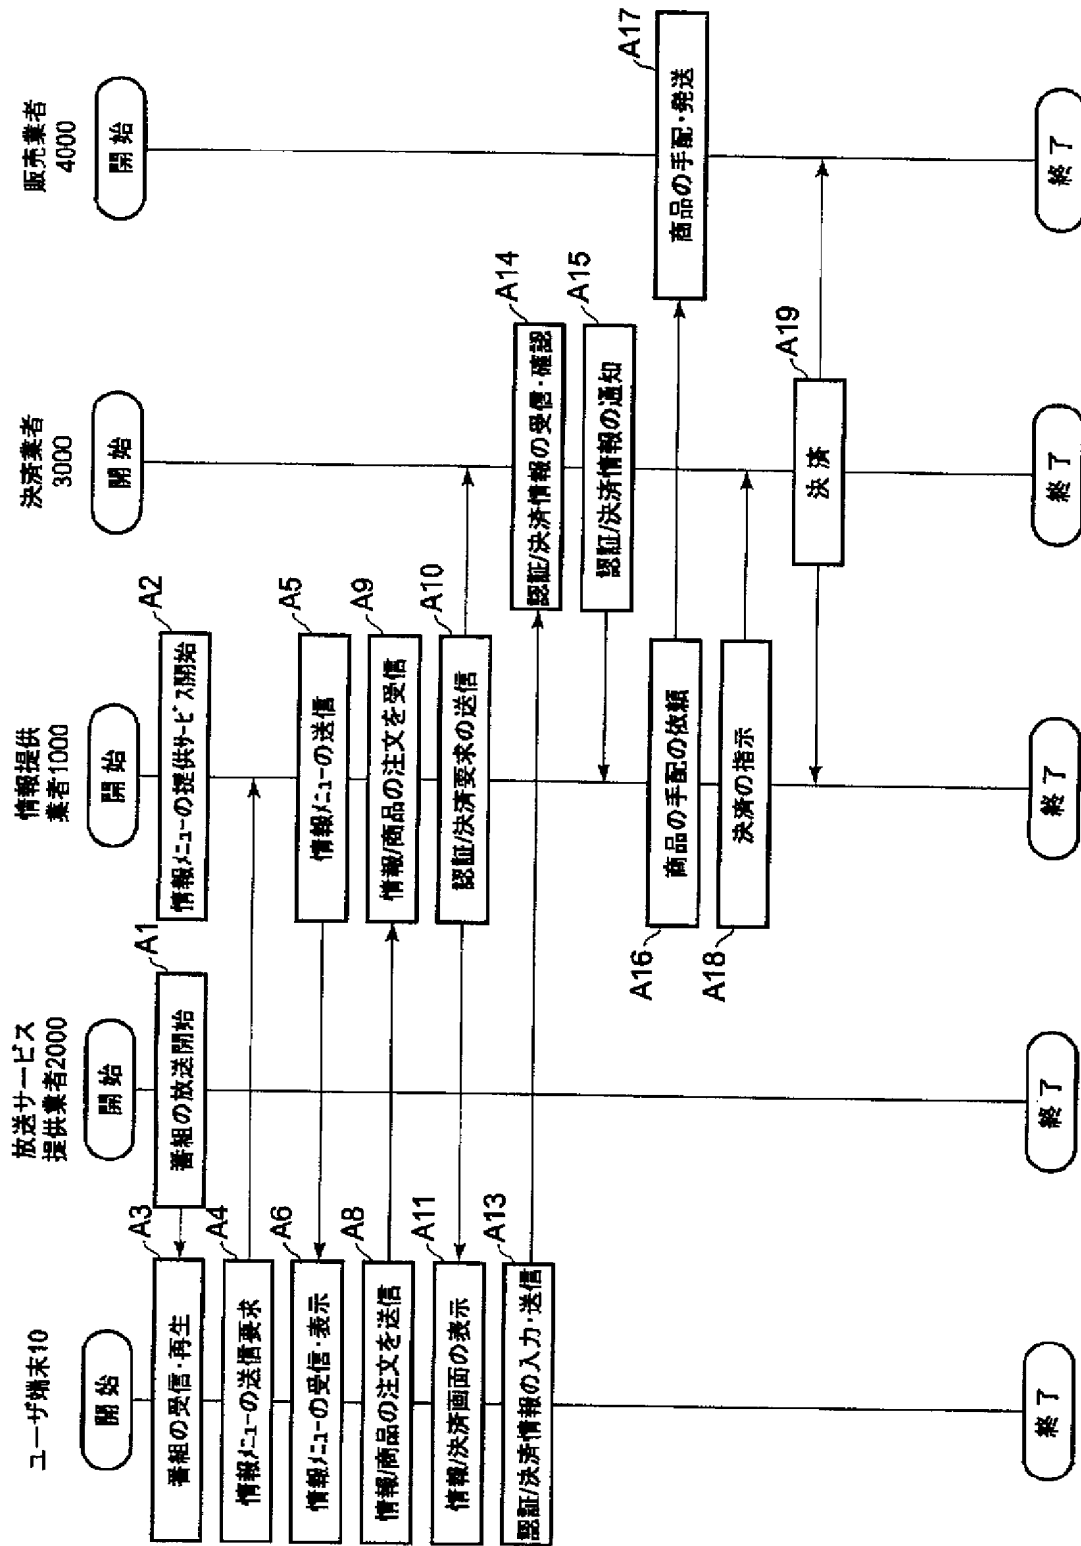 ユーザ端末10
開始
A3
番組の受信・再生
A4
情報メニューの送信要求
A6
情報メニューの受信・表示
A8
情報/商品の注文を送信
A11
情報/決済画面の表示
A13
認証/決済情報の入力・送信
終了
放送サービス
提供業者2000
開始
A1
番組の放送開始
終了
情報提供
業者1000
開始
A2
情報メニューの提供サービス開始
A5
情報メニューの送信
A9
情報/商品の注文を受信
A10
認証/決済要求の送信
A16
商品の手配の依頼
A18
決済の指示
終了
決済業者
3000
開始
A14
認証/決済情報の受信・確認
A15
認証/決済情報の通知
A19
決済
終了
販売業者
4000
開始
A17
商品の手配・発送
終了